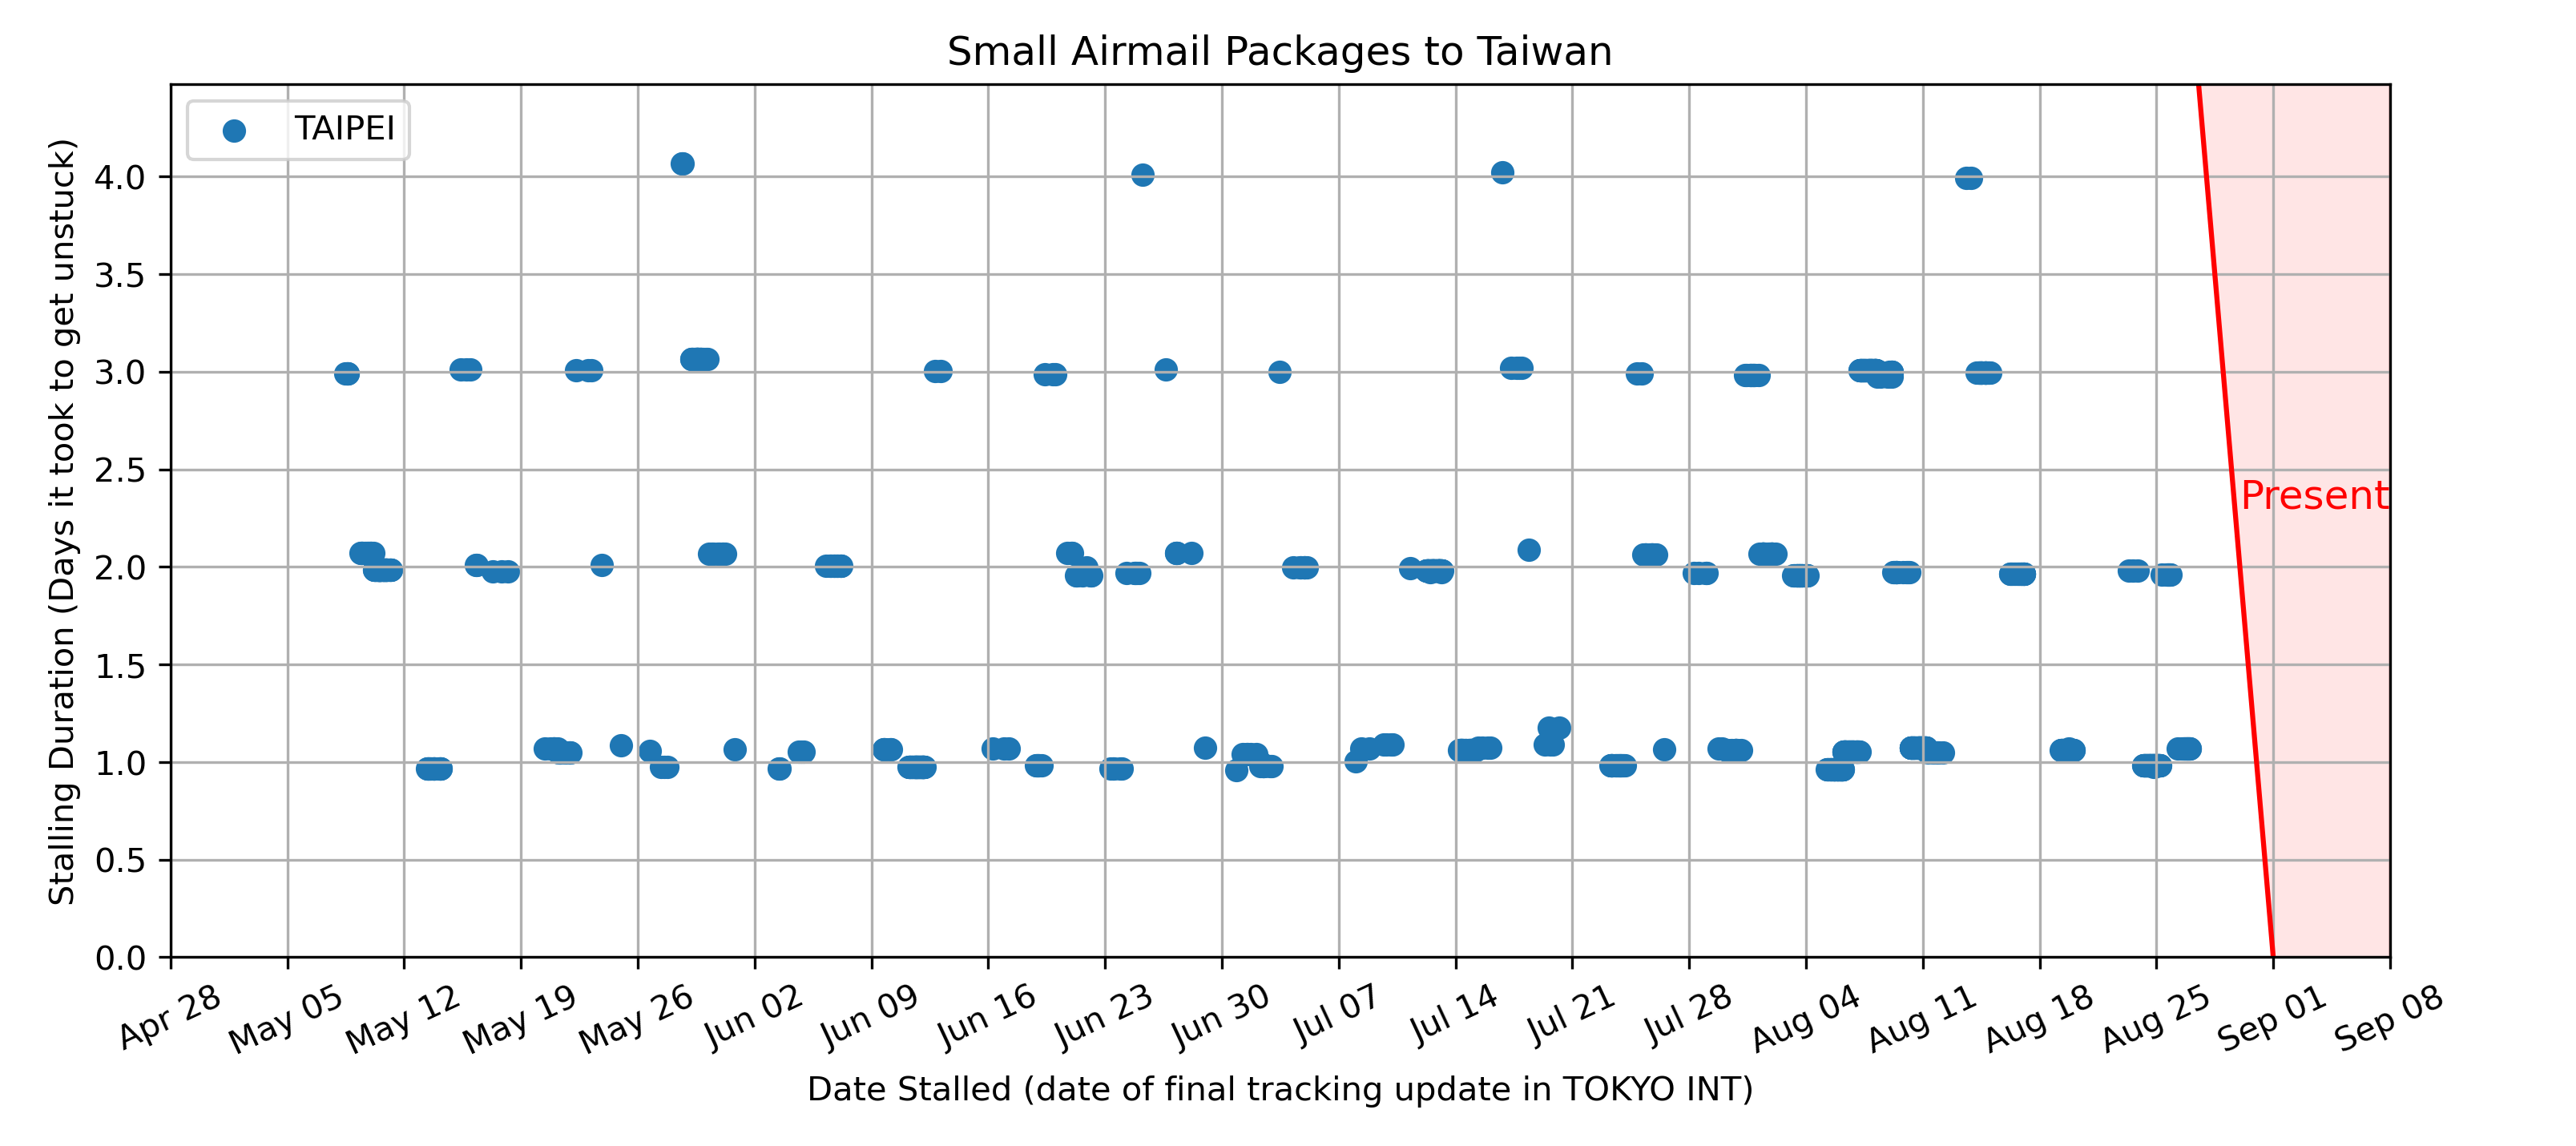 Small Airmail Packages to Taiwan
TAIPEI
Stalling Duration (Days it took to get unstuck)
4.0
3.5
3.0
2.5
2.0
1.5
1.0
0.5
0.0
Present
Apr 28
May 05
May 12
May 19
May 26
Jun 02
Jun 09
Jun 16
Jun 23
Jun 30
Jul 07
Jul 14
Jul 21
Jul 28
Aug 04
Aug 11
Aug 18
Aug 25
Sep 01
Sep 08
Date Stalled (date of final tracking update in TOKYO INT)